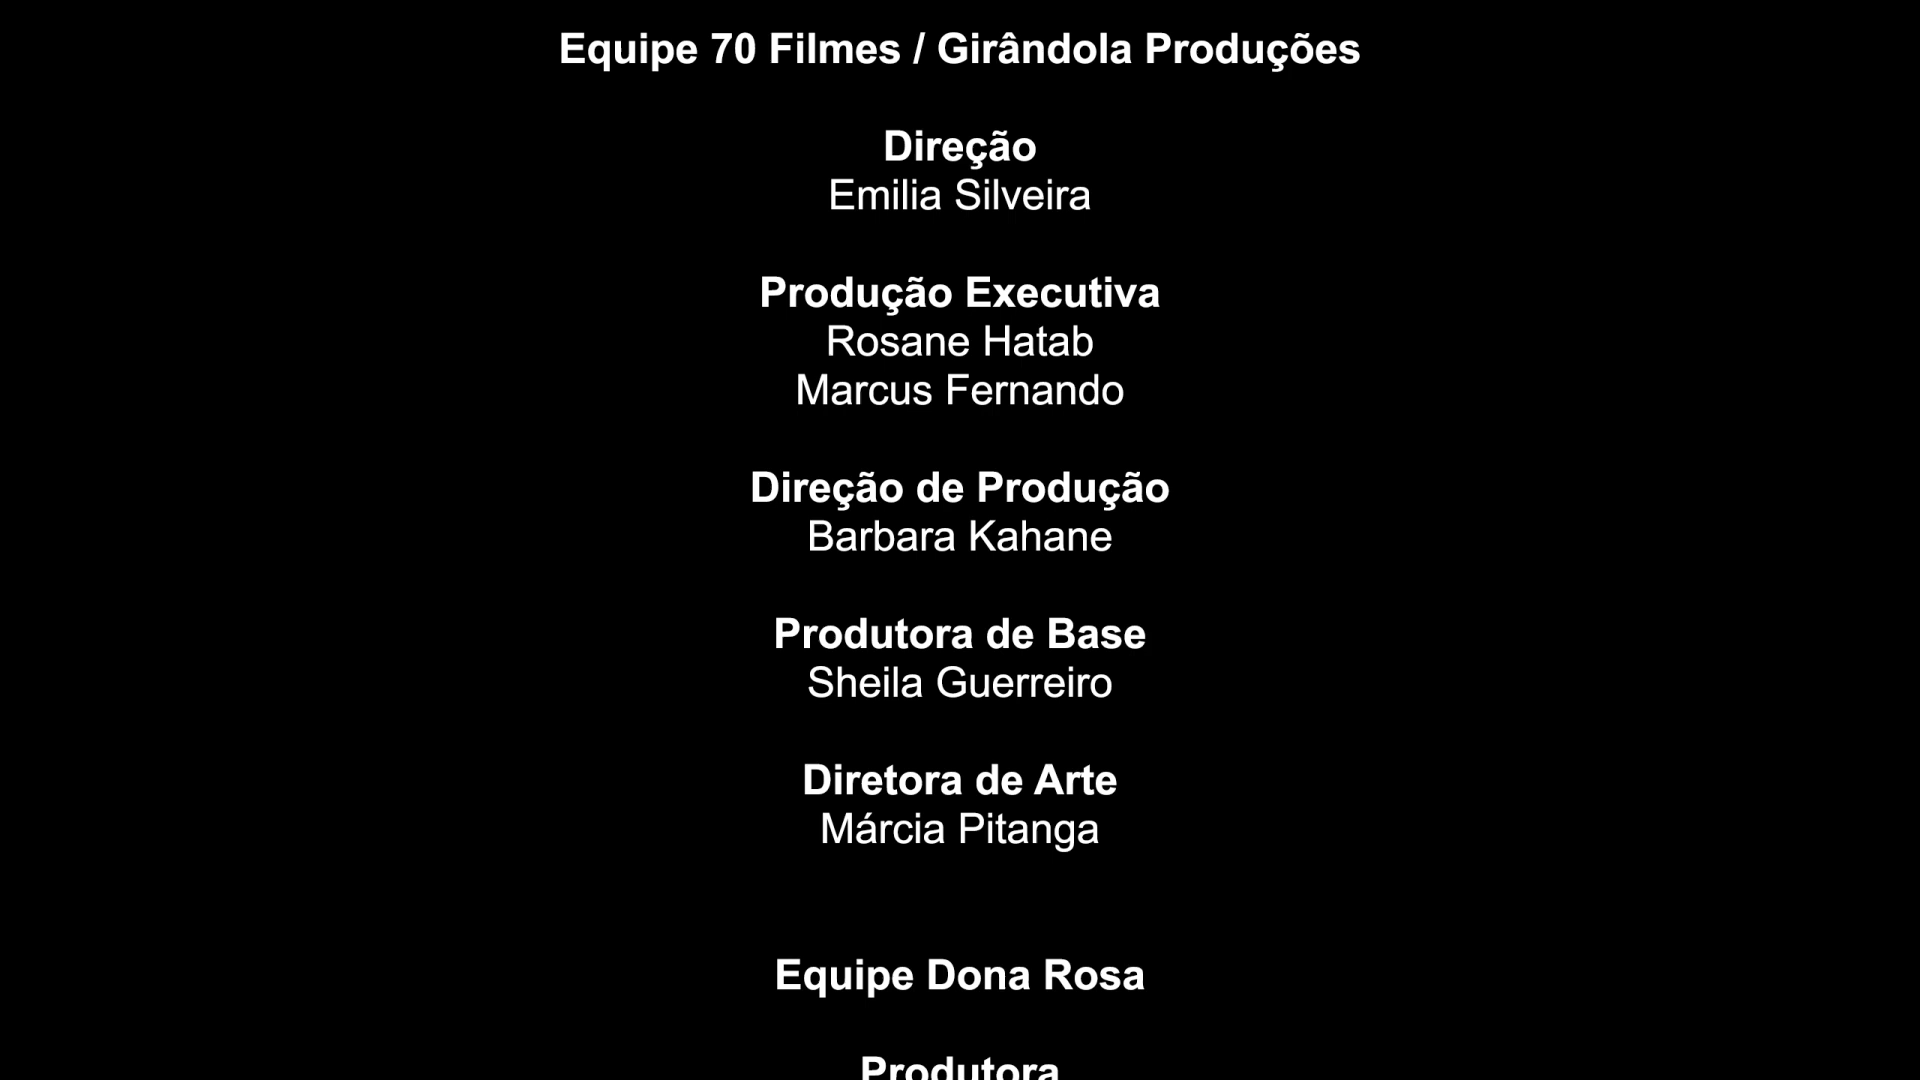 Equipe 70 Filmes / Girândola Produções
Direção
Emilia Silveira
Produção Executiva
Rosane Hatab
Marcus Fernando
Direção de Produção
Barbara Kahane
Produtora de Base
Sheila Guerreiro
Diretora de Arte
Márcia Pitanga
Equipe Dona Rosa
Produtora